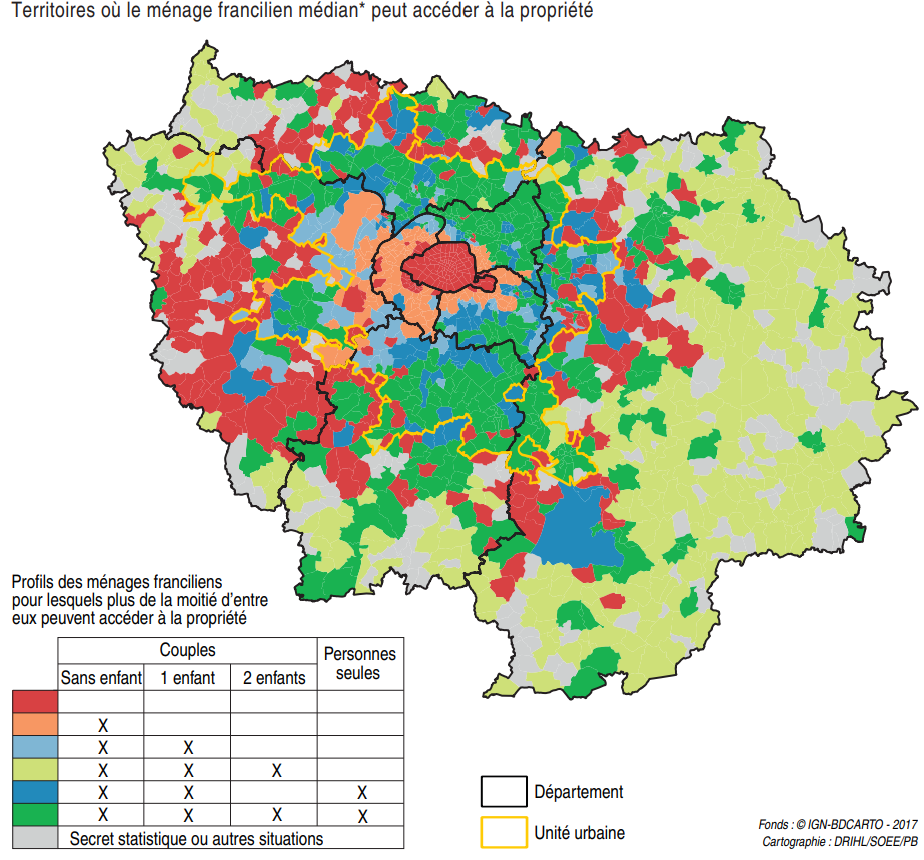 Territoires où le ménage francilien médian* peut accéder à la propriété
Profils des ménages franciliens
pour lesquels plus de la moitié d'entre
eux peuvent accéder à la propriété
Couples
Personnes
seules
Sans enfant
1 enfant
2 enfants
X
X X
X X X
X X X
X X X X
Secret statistique ou autres situations
Département
Unité urbaine
Fonds : © IGN-BDCARTO - 2017
Cartographie : DRIHL/SOEE/PB